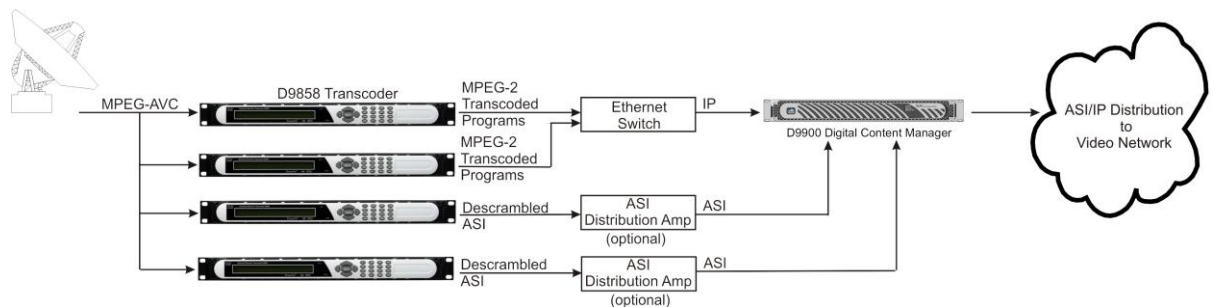 MPEG-AVC
D9858 Transcoder
MPEG-2
Transcoded
Programs
Ethernet
Switch
IP
D9900 Digital Content Manager
ASI/IP Distribution
to
Video Network
MPEG-2
Transcoded
Programs
Descrambled
ASI
ASI
Distribution Amp
(optional)
ASI
Descrambled
ASI
ASI
Distribution Amp
(optional)
ASI